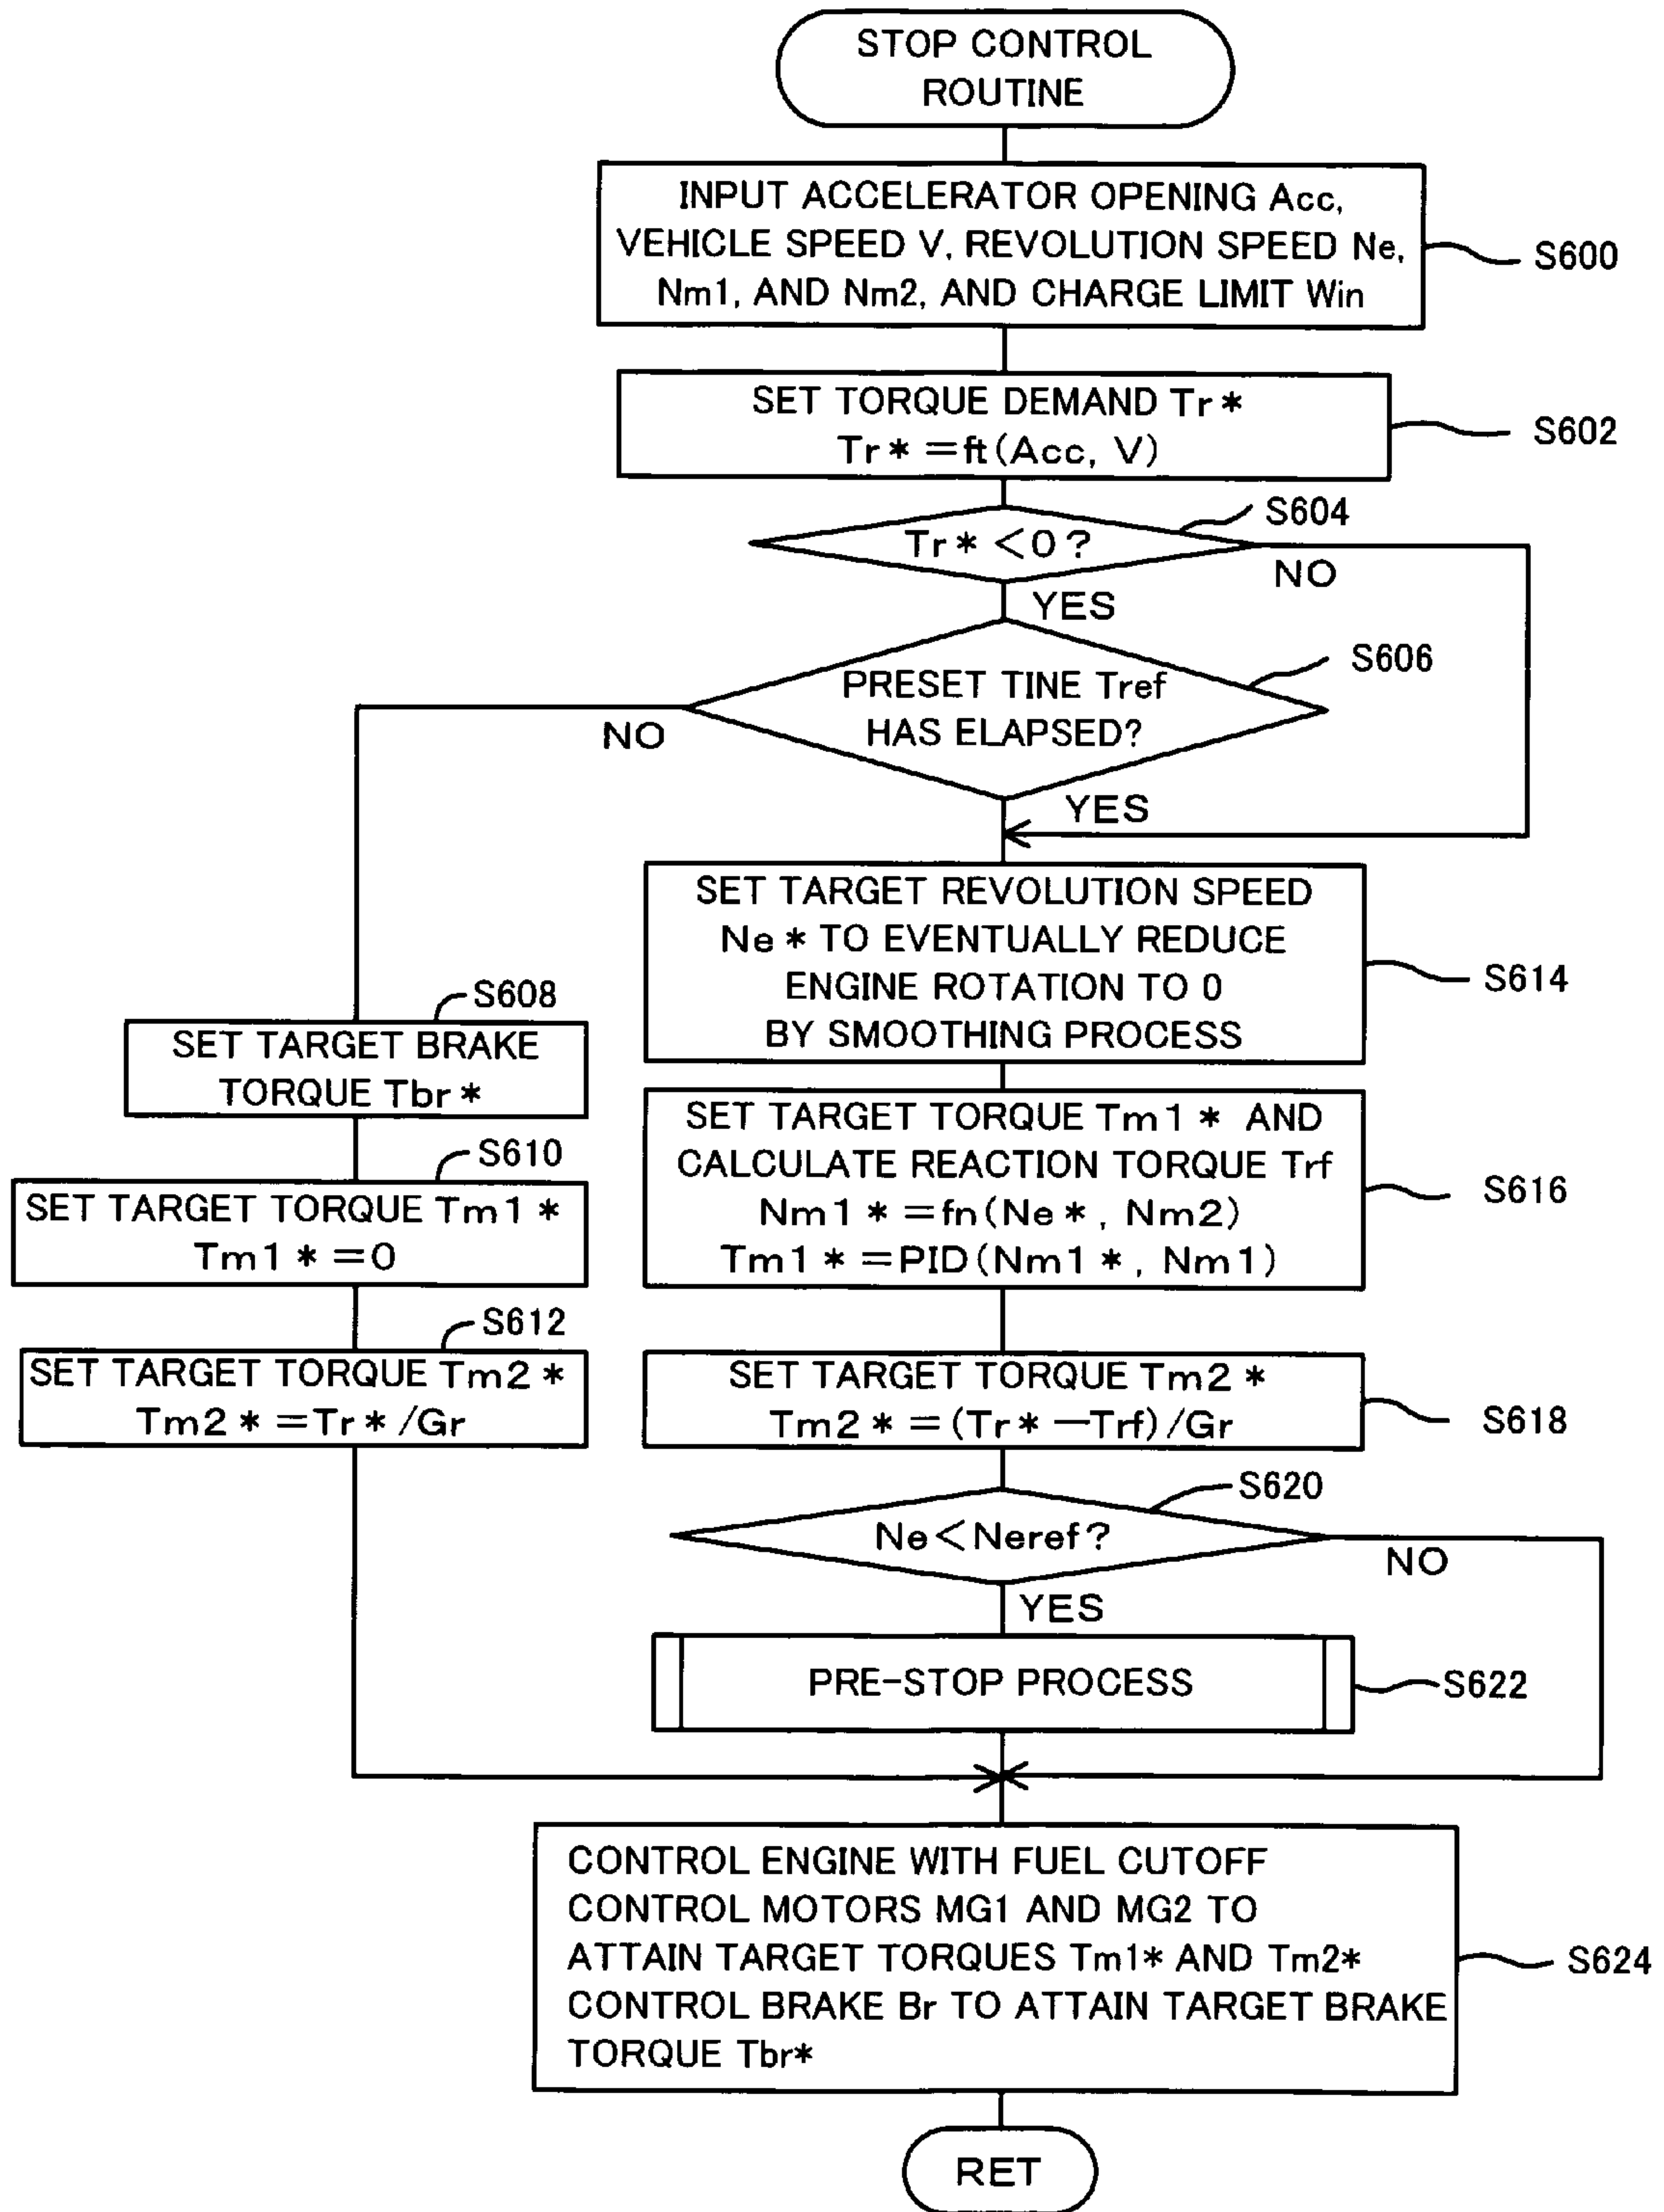 STOP CONTROL
ROUTINE
INPUT ACCELERATOR OPENING Acc,
VEHICLE SPEED V, REVOLUTION SPEED Ne,
Nm1, AND Nm2, AND CHARGE LIMIT Win
S600
SET TORQUE DEMAND Tr*
Tr*=ft(Acc, V)
S602
S604
Tr*<0?
NO
YES
S606
PRESET TINE Tref
HAS ELAPSED?
NO
YES
SET TARGET REVOLUTION SPEED
Ne* TO EVENTUALLY REDUCE
ENGINE ROTATION TO 0
BY SMOOTHING PROCESS
S614
S608
SET TARGET BRAKE
TORQUE Tbr*
S610
SET TARGET TORQUE Tm1*
Tm1*=0
S612
SET TARGET TORQUE Tm2*
Tm2*=Tr*/Gr
SET TARGET TORQUE Tm1* AND
CALCULATE REACTION TORQUE Trf
Nm1*=fn(Ne*, Nm2)
Tm1*=PID(Nm1*, Nm1)
S616
SET TARGET TORQUE Tm2*
Tm2*=(Tr*-Trf)/Gr
S618
S620
Ne<Neref?
NO
YES
PRE-STOP PROCESS
S622
CONTROL ENGINE WITH FUEL CUTOFF
CONTROL MOTORS MG1 AND MG2 TO
ATTAIN TARGET TORQUES Tm1* AND Tm2*
CONTROL BRAKE Br TO ATTAIN TARGET BRAKE
TORQUE Tbr*
S624
RET